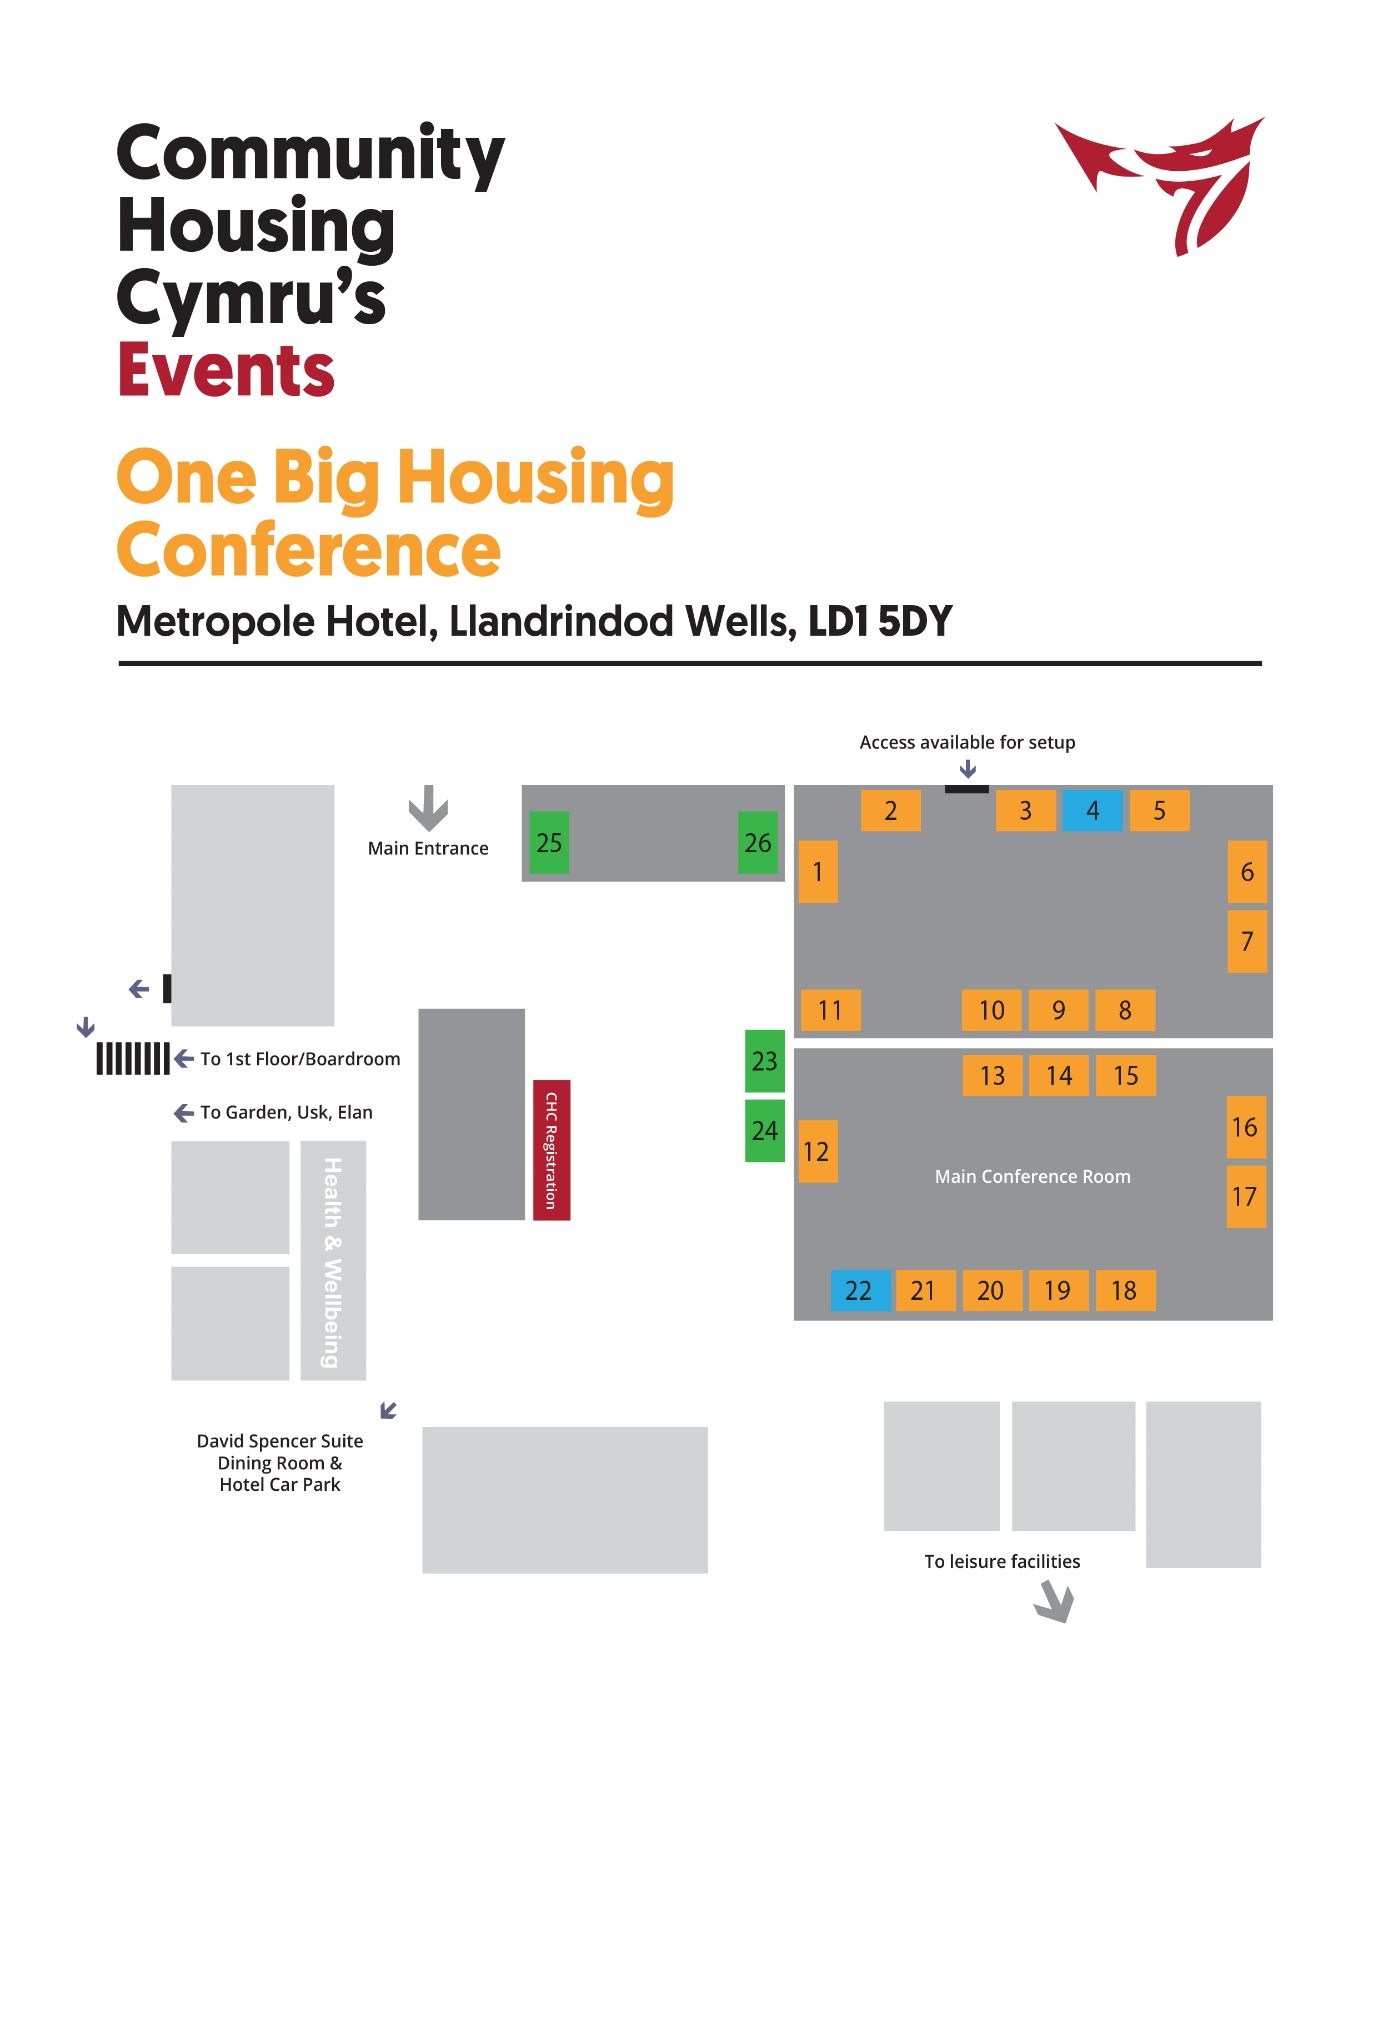 Community
Housing
Cymru’s
Events
One Big Housing
Conference
Metropole Hotel, Llandrindod Wells, LD1 5DY
Access available for setup
2
3
4
5
25
26
Main Entrance
1
6
7
11
10
9
8
To 1st Floor/Boardroom
23
13
14
15
To Garden, Usk, Elan
CHC Registration
24
12
16
Main Conference Room
17
Health & Wellbeing
22
21
20
19
18
David Spencer Suite
Dining Room &
Hotel Car Park
To leisure facilities